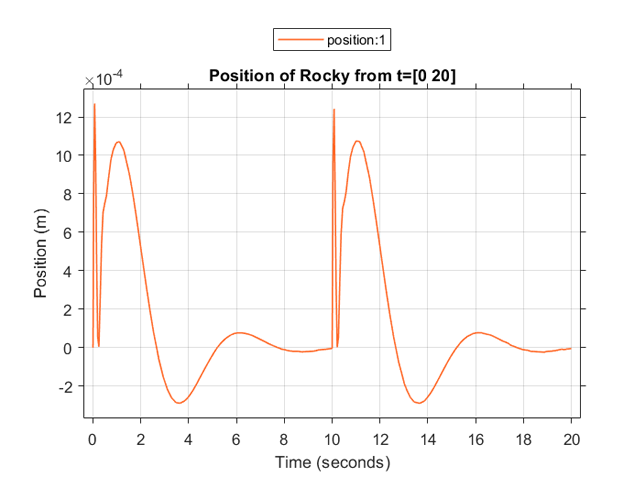 position:1
×10-4
Position of Rocky from t=[0 20]
12
10
8
6
4
2
0
-2
Position (m)
0 2 4 6 8 10 12 14 16 18 20
Time (seconds)